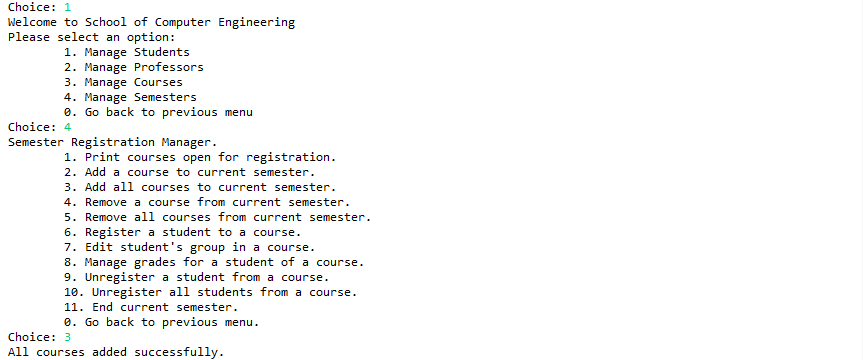 Choice: 1
Welcome to School of Computer Engineering
Please select an option:
1. Manage Students
2. Manage Professors
3. Manage Courses
4. Manage Semesters
0. Go back to previous menu
Choice: 4
Semester Registration Manager.
1. Print courses open for registration.
2. Add a course to current semester.
3. Add all courses to current semester.
4. Remove a course from current semester.
5. Remove all courses from current semester.
6. Register a student to a course.
7. Edit student's group in a course.
8. Manage grades for a student of a course.
9. Unregister a student from a course.
10. Unregister all students from a course.
11. End current semester.
0. Go back to previous menu.
Choice: 3
All courses added successfully.